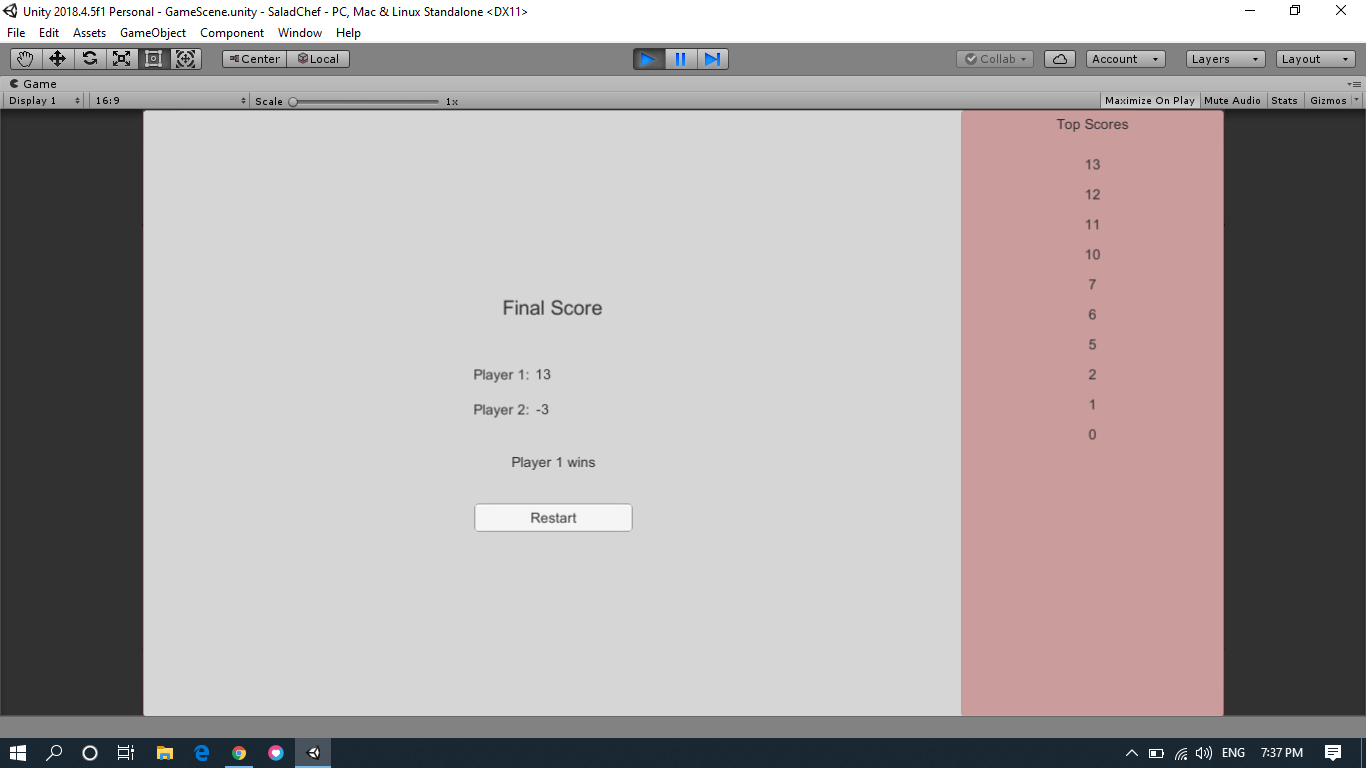 Unity 2018.4.5f1 Personal - GameScene.unity - SaladChef - PC, Mac & Linux Standalone <DX11>
File Edit Assets GameObject Component Window Help
Center Local Collab Account Layers Layout
Game
Display 1 16:9 Scale 1x Maximize On Play Mute Audio Stats Gizmos
Top Scores
13
12
11
10
7
6
5
2
1
0
Final Score
Player 1: 13
Player 2: -3
Player 1 wins
Restart
ENG 7:37 PM